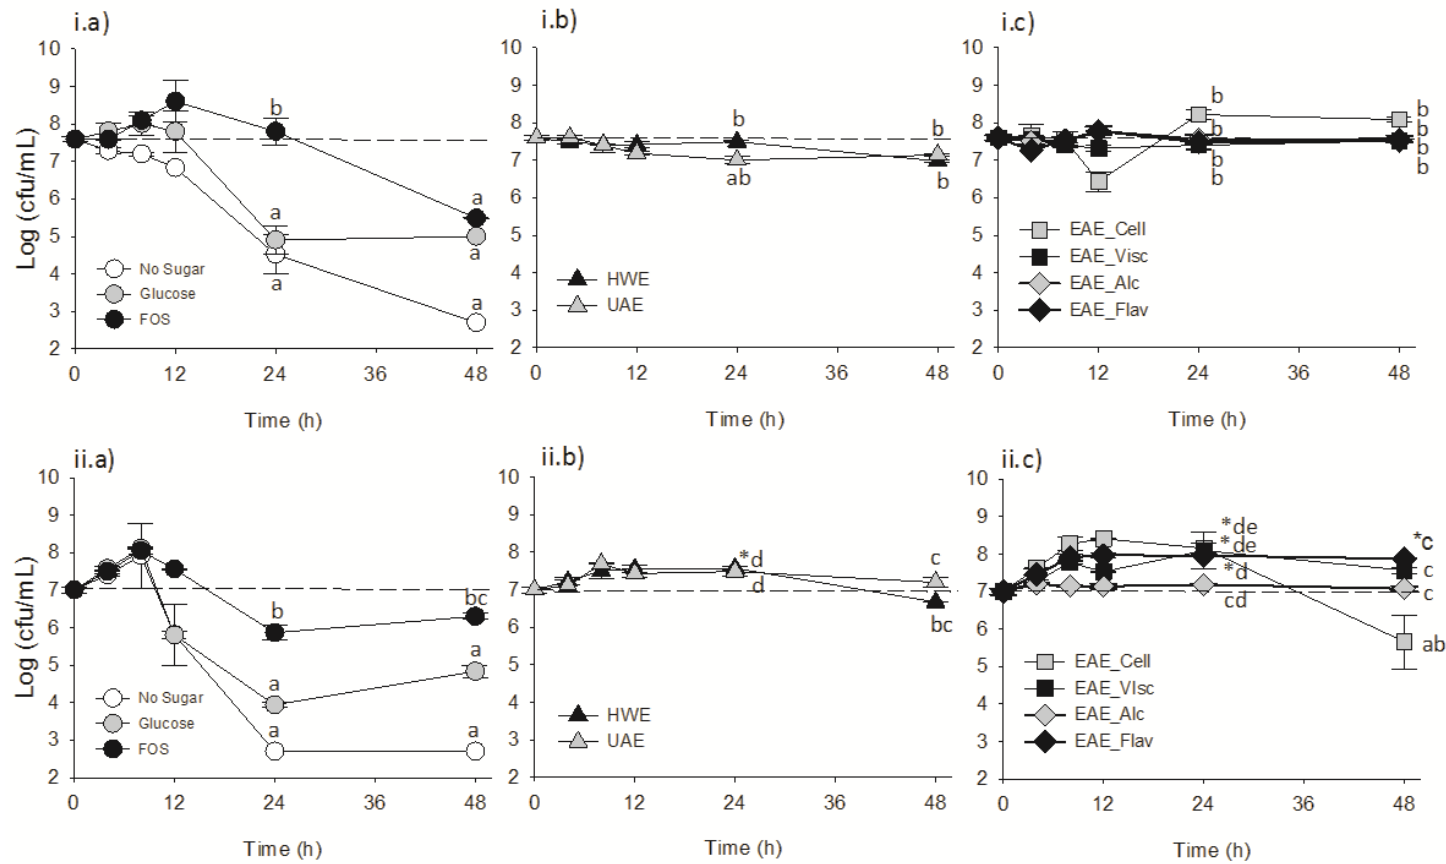 i.a)
10
9
8
7
6
5
4
3
2
Log (cfu/mL)
b
a
a
a
a
No Sugar
Glucose
FOS
0 12 24 36 48
Time (h)
i.b)
10
9
8
7
6
5
4
3
2
b
b
ab
b
HWE
UAE
0 12 24 36 48
Time (h)
i.c)
10
9
8
7
6
5
4
3
2
b
b
b
b
b
b
b
b
EAE_Cell
EAE_Visc
EAE_Alc
EAE_Flav
0 12 24 36 48
Time (h)
ii.a)
10
9
8
7
6
5
4
3
2
Log (cfu/mL)
b
bc
a
a
a
a
No Sugar
Glucose
FOS
0 12 24 36 48
Time (h)
ii.b)
10
9
8
7
6
5
4
3
2
*d
d
c
bc
HWE
UAE
0 12 24 36 48
Time (h)
ii.c)
10
9
8
7
6
5
4
3
2
*de
*de
*d
cd
*c
c
c
ab
EAE_Cell
EAE_VIsc
EAE_Alc
EAE_Flav
0 12 24 36 48
Time (h)